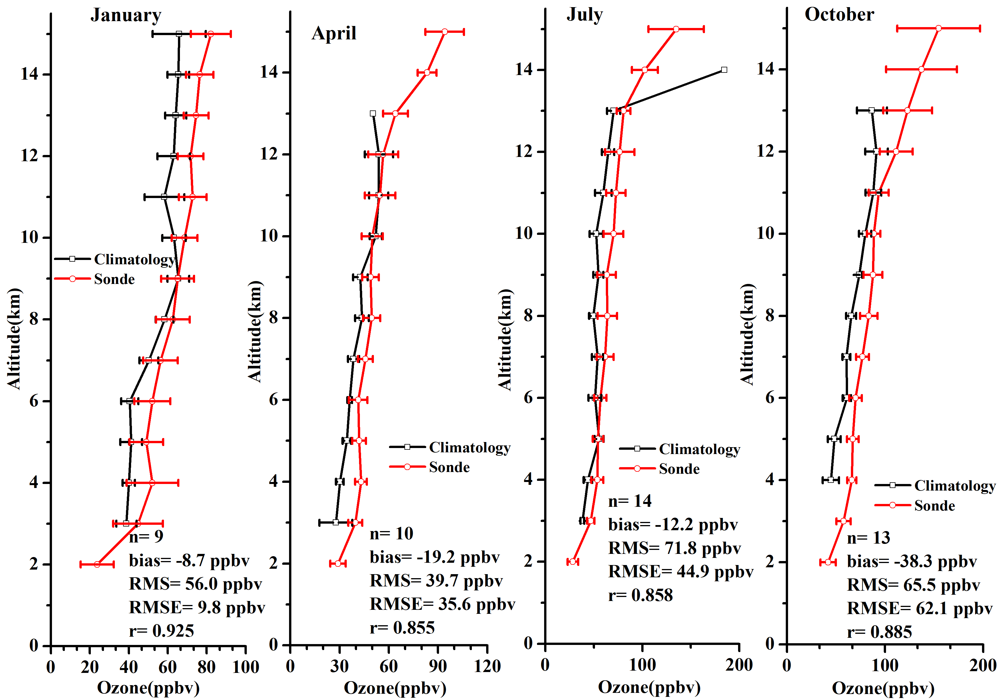 January
14
12
10
8
6
4
2
0
Altitude(km)
Climatology
Sonde
n= 9
bias= -8.7 ppbv
RMS= 56.0 ppbv
RMSE= 9.8 ppbv
r= 0.925
0 20 40 60 80 100
Ozone(ppbv)
April
14
12
10
8
6
4
2
0
Altitude(km)
Climatology
Sonde
n= 10
bias= -19.2 ppbv
RMS= 39.7 ppbv
RMSE= 35.6 ppbv
r= 0.855
0 30 60 90 120
Ozone(ppbv)
July
14
12
10
8
6
4
2
0
Altitude(km)
Climatology
Sonde
n= 14
bias= -12.2 ppbv
RMS= 71.8 ppbv
RMSE= 44.9 ppbv
r= 0.858
0 100 200
Ozone(ppbv)
October
14
12
10
8
6
4
2
0
Altitude(km)
Climatology
Sonde
n= 13
bias= -38.3 ppbv
RMS= 65.5 ppbv
RMSE= 62.1 ppbv
r= 0.885
0 100 200
Ozone(ppbv)